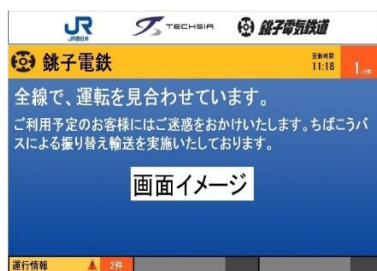 JR
JR西日本
TECHSIR
銚子電気鉄道
銚子電鉄
更新時間
11:18
1/2件
全線で、運転を見合わせています。
ご利用予定のお客様にはご迷惑をおかけいたします。ちばこうバ
スによる振り替え輸送を実施いたしております。
画面イメージ
運行情報
2件